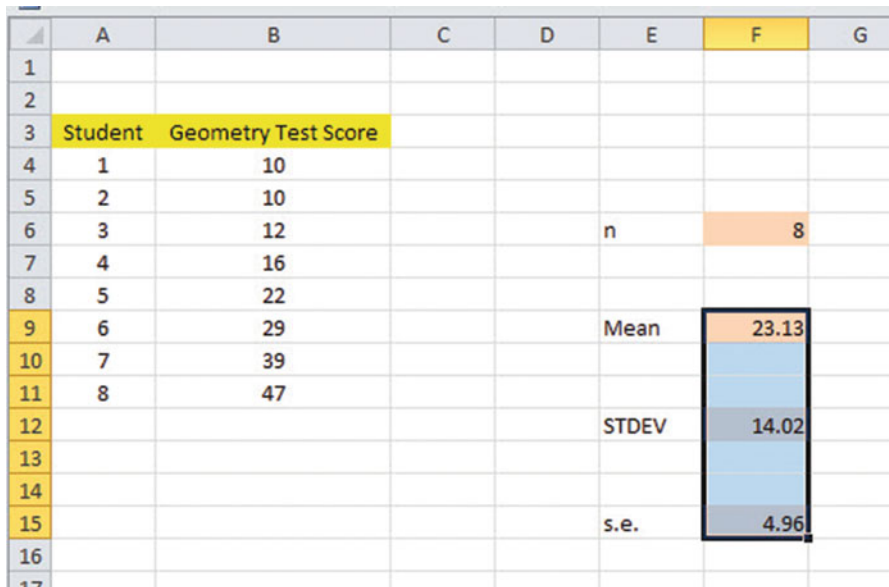 A B C D E F G
1
2
3 Student Geometry Test Score
4 1 10
5 2 10
6 3 12 n 8
7 4 16
8 5 22
9 6 29 Mean 23.13
10 7 39
11 8 47
12 STDEV 14.02
13
14
15 s.e. 4.96
16
17